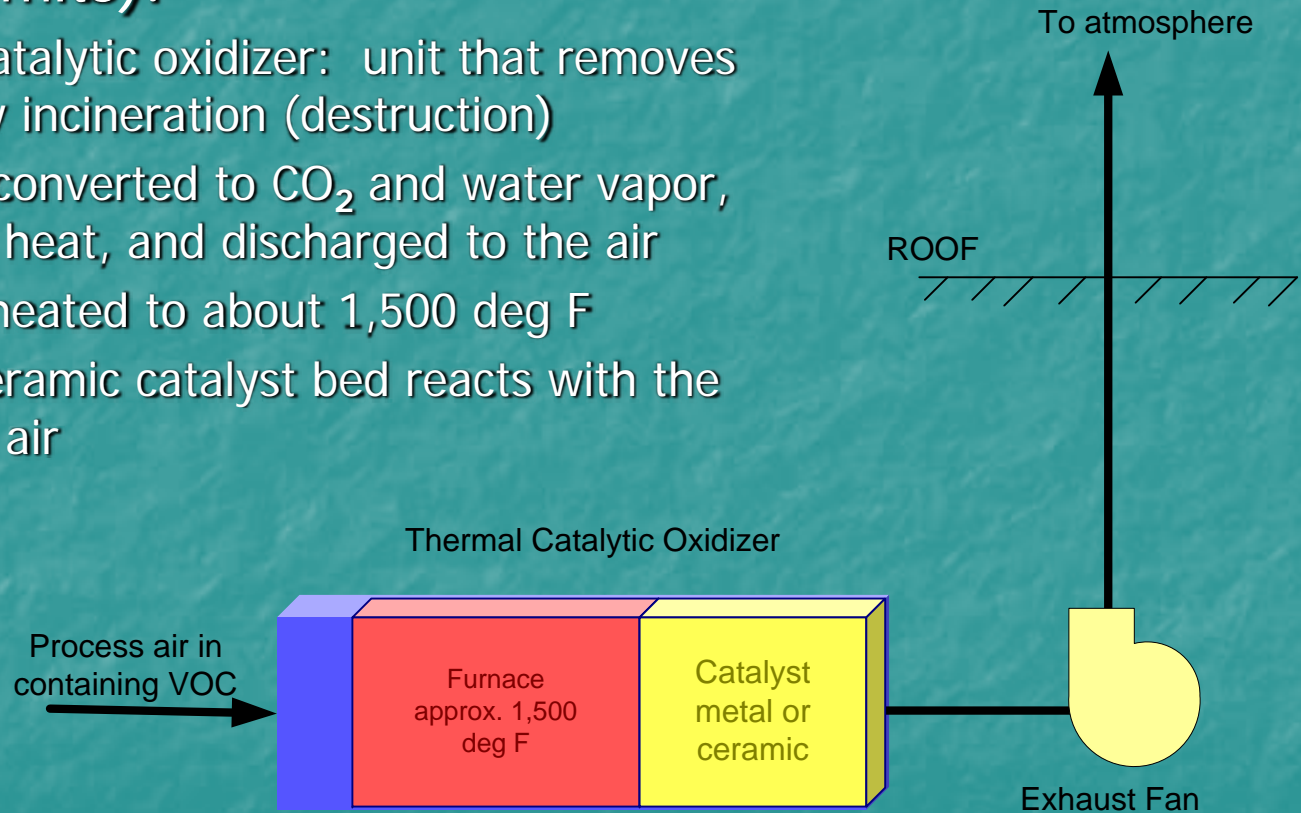 atalytic oxidizer: unit that removes
incineration (destruction)
converted to CO₂ and water vapor,
heat, and discharged to the air
heated to about 1,500 deg F
eramic catalyst bed reacts with the
air
To atmosphere
ROOF
Thermal Catalytic Oxidizer
Process air in
containing VOC
Furnace
approx. 1,500
deg F
Catalyst
metal or
ceramic
Exhaust Fan